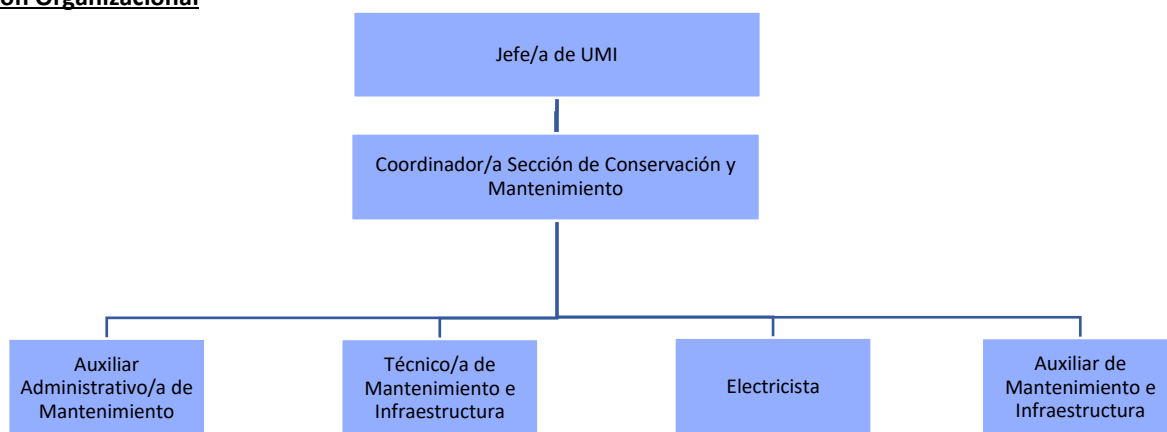 Organizacional
Jefe/a de UMI
Coordinador/a Sección de Conservación y
Mantenimiento
Auxiliar
Administrativo/a de
Mantenimiento
Técnico/a de
Mantenimiento e
Infraestructura
Electricista
Auxiliar de
Mantenimiento e
Infraestructura